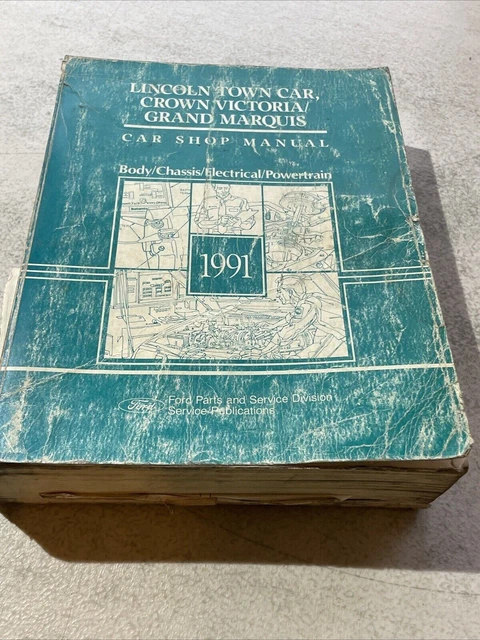 LINCOLN TOWN CAR,
CROWN VICTORIA/
GRAND MARQUIS
CAR SHOP MANUAL
Body/Chassis/Electrical/Powertrain
1991
Ford
Ford Parts and Service Division
Service Publications